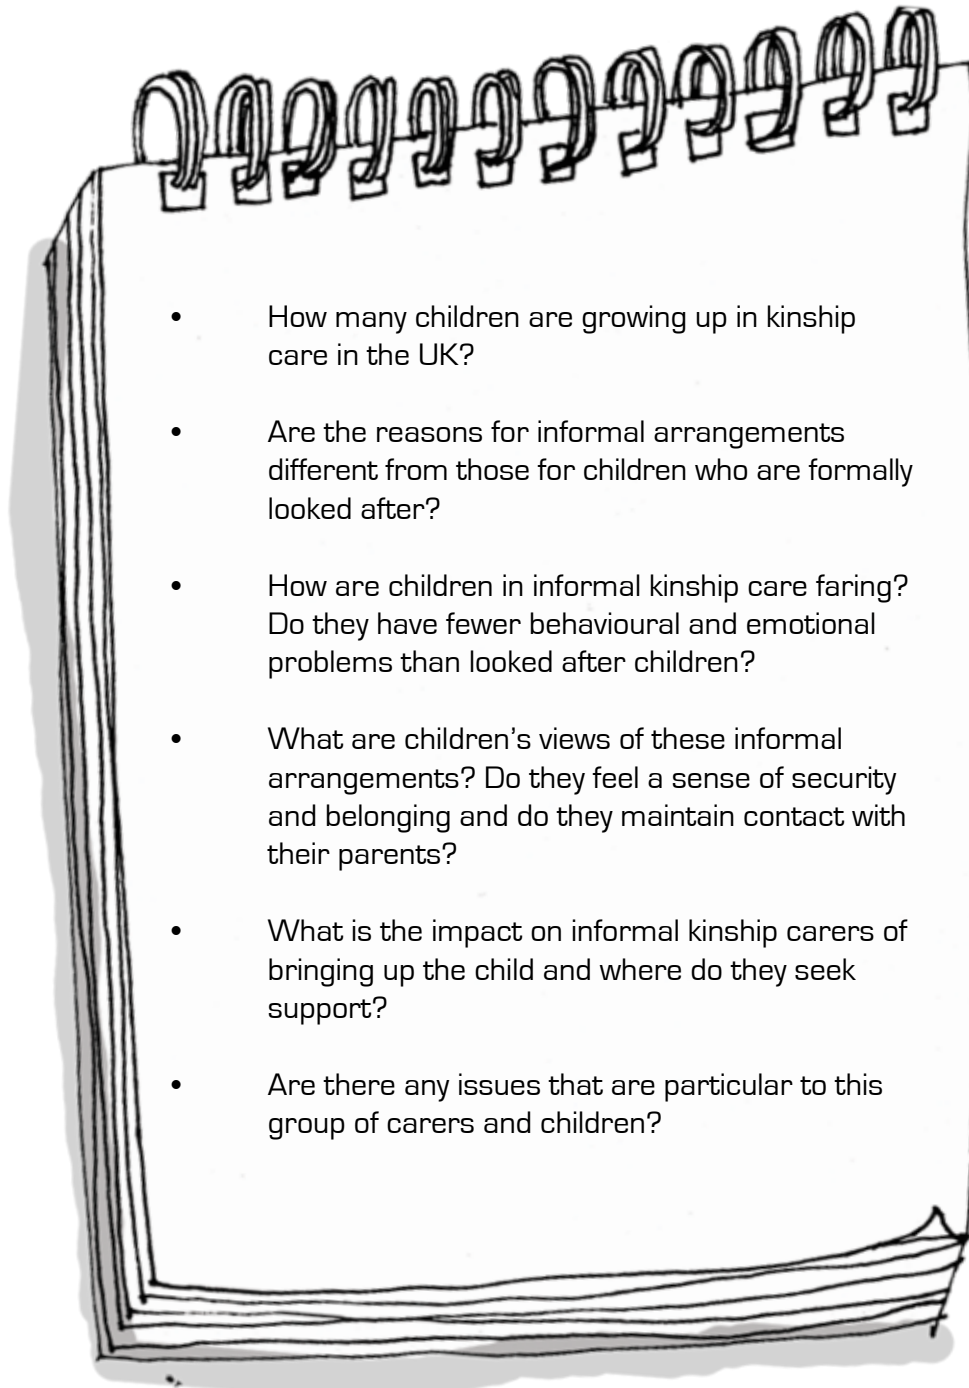 • How many children are growing up in kinship
care in the UK?
• Are the reasons for informal arrangements
different from those for children who are formally
looked after?
• How are children in informal kinship care faring?
Do they have fewer behavioural and emotional
problems than looked after children?
• What are children's views of these informal
arrangements? Do they feel a sense of security
and belonging and do they maintain contact with
their parents?
• What is the impact on informal kinship carers of
bringing up the child and where do they seek
support?
• Are there any issues that are particular to this
group of carers and children?